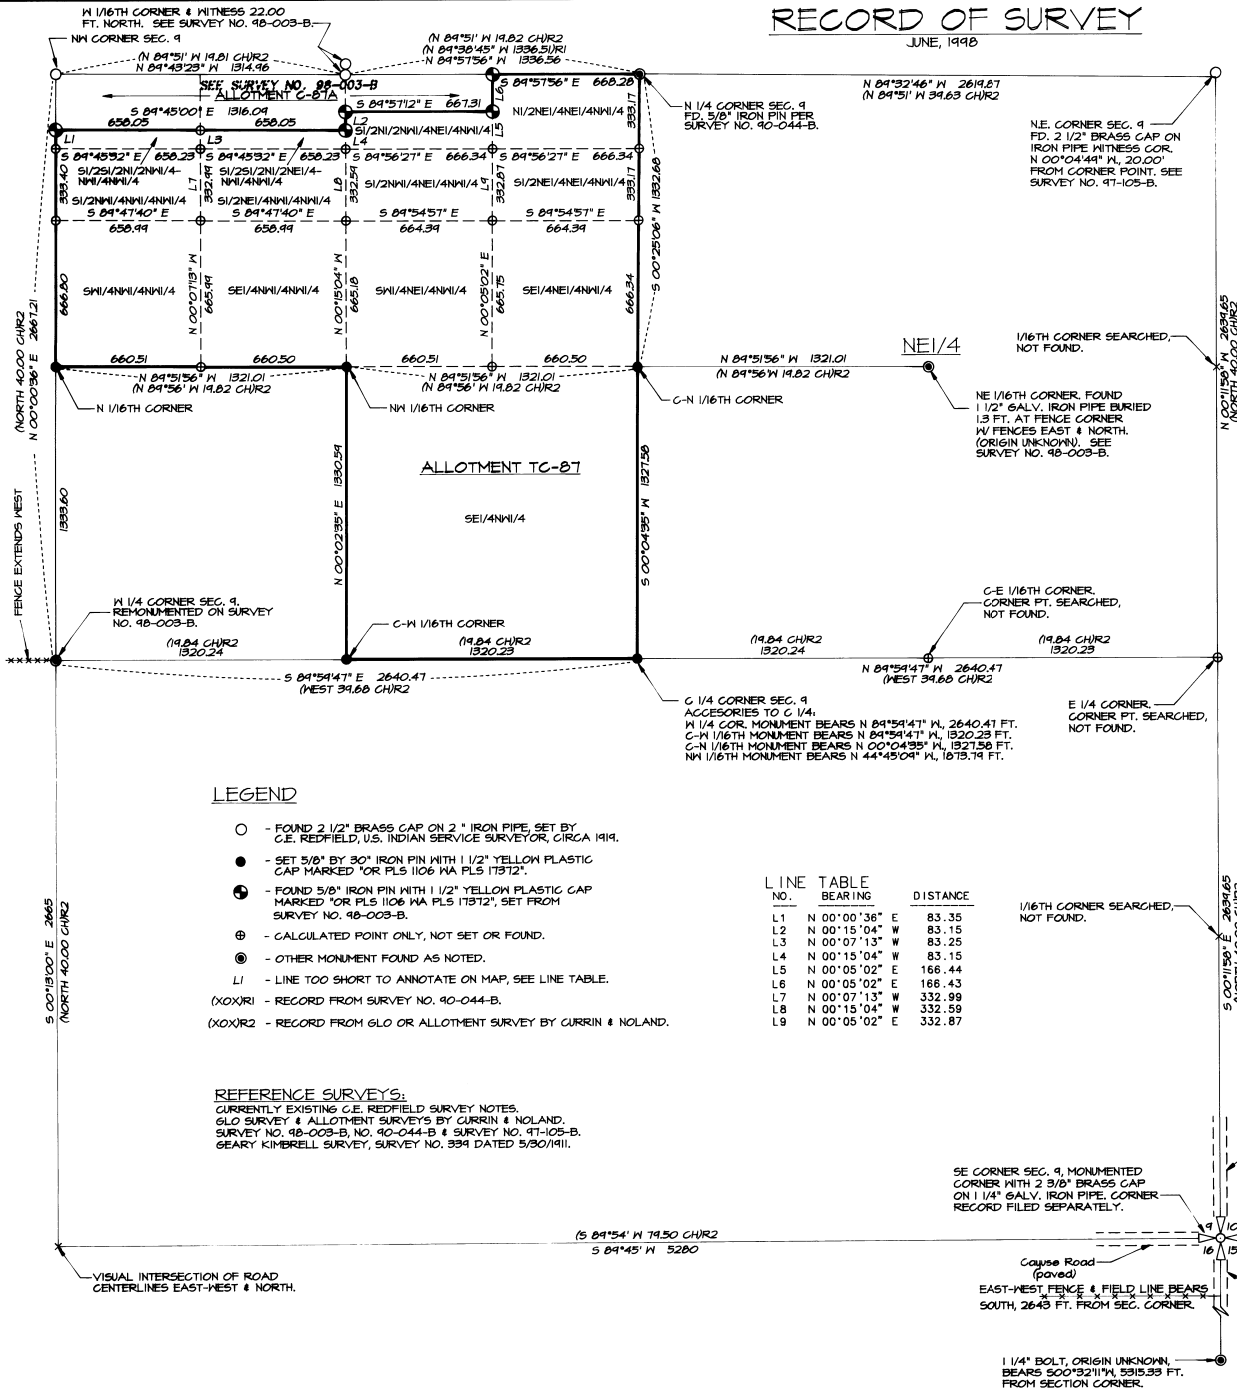 RECORD OF SURVEY
JUNE, 1998
W 1/16TH CORNER & WITNESS 22.00
FT. NORTH. SEE SURVEY NO. 98-003-B.
NW CORNER SEC. 9
(N 89°51' W 19.81 CH)R2
N 89°43'23" W 1314.96
(N 89°51' W 19.82 CH)R2
(N 89°38'45" W 1336.51)R1
N 89°57'56" W 1336.56
SEE SURVEY NO. 98-003-B
ALLOTMENT C-87A
S 89°57'56" E 668.28
N 89°32'46" W 2619.87
(N 89°51' W 39.63 CH)R2
S 89°45'00" E 1316.09
S 89°57'12" E 667.31
L6
N1/2NE1/4NE1/4NW1/4
333.17
N 1/4 CORNER SEC. 9
FD. 5/8" IRON PIN PER
SURVEY NO. 90-044-B.
N.E. CORNER SEC. 9
FD. 2 1/2" BRASS CAP ON
IRON PIPE WITNESS COR.
N 00°04'49" W., 20.00'
FROM CORNER POINT. SEE
SURVEY NO. 97-105-B.
658.05
658.05
L2
S1/2N1/2NW1/4NE1/4NW1/4
L5
L1
L3
L4
S 89°45'32" E 658.23
S 89°45'32" E 658.23
S 89°56'27" E 666.34
S 89°56'27" E 666.34
333.40
S1/2S1/2N1/2NW1/4-
NW1/4NW1/4
L7
332.99
S1/2S1/2N1/2NE1/4-
NW1/4NW1/4
L8
332.59
S1/2NW1/4NE1/4NW1/4
L9
332.87
S1/2NE1/4NE1/4NW1/4
333.17
S1/2NW1/4NW1/4NW1/4
S1/2NE1/4NW1/4NW1/4
S 89°47'40" E
658.99
S 89°47'40" E
658.99
S 89°54'57" E
664.39
S 89°54'57" E
664.39
S 00°25'06" W 1332.68
666.80
SW1/4NW1/4NW1/4
N 00°07'13" W
665.99
SE1/4NW1/4NW1/4
N 00°15'04" W
665.18
SW1/4NE1/4NW1/4
N 00°05'02" E
665.75
SE1/4NE1/4NW1/4
666.34
(NORTH 40.00 CH)R2
N 00°00'36" E 2667.21
N 00°11'58" W 2639.65
(NORTH 40.00 CH)R2
1/16TH CORNER SEARCHED,
NOT FOUND.
NE1/4
660.51
660.50
660.51
660.50
N 89°51'56" W 1321.01
(N 89°56' W 19.82 CH)R2
N 89°51'56" W 1321.01
(N 89°56' W 19.82 CH)R2
N 89°51'56" W 1321.01
(N 89°56'W 19.82 CH)R2
N 1/16TH CORNER
NW 1/16TH CORNER
C-N 1/16TH CORNER
NE 1/16TH CORNER. FOUND
1 1/2" GALV. IRON PIPE BURIED
1.3 FT. AT FENCE CORNER
W/ FENCES EAST & NORTH.
(ORIGIN UNKNOWN). SEE
SURVEY NO. 98-003-B.
ALLOTMENT TC-87
SE1/4NW1/4
1333.60
N 00°02'35" E 1330.59
S 00°04'35" W 1327.58
FENCE EXTENDS WEST
W 1/4 CORNER SEC. 9.
REMONUMENTED ON SURVEY
NO. 98-003-B.
C-W 1/16TH CORNER
C-E 1/16TH CORNER.
CORNER PT. SEARCHED,
NOT FOUND.
(19.84 CH)R2
1320.24
(19.84 CH)R2
1320.23
(19.84 CH)R2
1320.24
(19.84 CH)R2
1320.23
S 89°59'47" E 2640.47
(WEST 39.68 CH)R2
N 89°59'47" W 2640.47
(WEST 39.68 CH)R2
C 1/4 CORNER SEC. 9
ACCESORIES TO C 1/4:
W 1/4 COR. MONUMENT BEARS N 89°59'47" W., 2640.47 FT.
C-W 1/16TH MONUMENT BEARS N 89°59'47" W., 1320.23 FT.
C-N 1/16TH MONUMENT BEARS N 00°04'35" W., 1327.58 FT.
NW 1/16TH MONUMENT BEARS N 44°45'09" W., 1873.79 FT.
E 1/4 CORNER.
CORNER PT. SEARCHED,
NOT FOUND.
LEGEND
- FOUND 2 1/2" BRASS CAP ON 2 " IRON PIPE, SET BY
C.E. REDFIELD, U.S. INDIAN SERVICE SURVEYOR, CIRCA 1919.
- SET 5/8" BY 30" IRON PIN WITH 1 1/2" YELLOW PLASTIC
CAP MARKED "OR PLS 1106 WA PLS 17372".
- FOUND 5/8" IRON PIN WITH 1 1/2" YELLOW PLASTIC CAP
MARKED "OR PLS 1106 WA PLS 17372", SET FROM
SURVEY NO. 98-003-B.
- CALCULATED POINT ONLY, NOT SET OR FOUND.
- OTHER MONUMENT FOUND AS NOTED.
L1 - LINE TOO SHORT TO ANNOTATE ON MAP, SEE LINE TABLE.
(XOX)R1 - RECORD FROM SURVEY NO. 90-044-B.
(XOX)R2 - RECORD FROM GLO OR ALLOTMENT SURVEY BY CURRIN & NOLAND.
LINE TABLE
NO. BEARING DISTANCE
L1 N 00°00'36" E 83.35
L2 N 00°15'04" W 83.15
L3 N 00°07'13" W 83.25
L4 N 00°15'04" W 83.15
L5 N 00°05'02" E 166.44
L6 N 00°05'02" E 166.43
L7 N 00°07'13" W 332.99
L8 N 00°15'04" W 332.59
L9 N 00°05'02" E 332.87
1/16TH CORNER SEARCHED,
NOT FOUND.
S 00°13'00" E 2665
(NORTH 40.00 CH)R2
S 00°11'58" E 2639.65
REFERENCE SURVEYS:
CURRENTLY EXISTING C.E. REDFIELD SURVEY NOTES.
GLO SURVEY & ALLOTMENT SURVEYS BY CURRIN & NOLAND.
SURVEY NO. 98-003-B, NO. 90-044-B & SURVEY NO. 97-105-B.
GEARY KIMBRELL SURVEY, SURVEY NO. 339 DATED 5/30/1911.
SE CORNER SEC. 9, MONUMENTED
CORNER WITH 2 3/8" BRASS CAP
ON 1 1/4" GALV. IRON PIPE. CORNER
RECORD FILED SEPARATELY.
(S 89°54' W 79.50 CH)R2
S 89°45' W 5280
9 10
16 15
VISUAL INTERSECTION OF ROAD
CENTERLINES EAST-WEST & NORTH.
Cayuse Road
(paved)
EAST-WEST FENCE & FIELD LINE BEARS
SOUTH, 2643 FT. FROM SEC. CORNER.
1 1/4" BOLT, ORIGIN UNKNOWN,
BEARS S00°32'11"W, 5315.33 FT.
FROM SECTION CORNER.